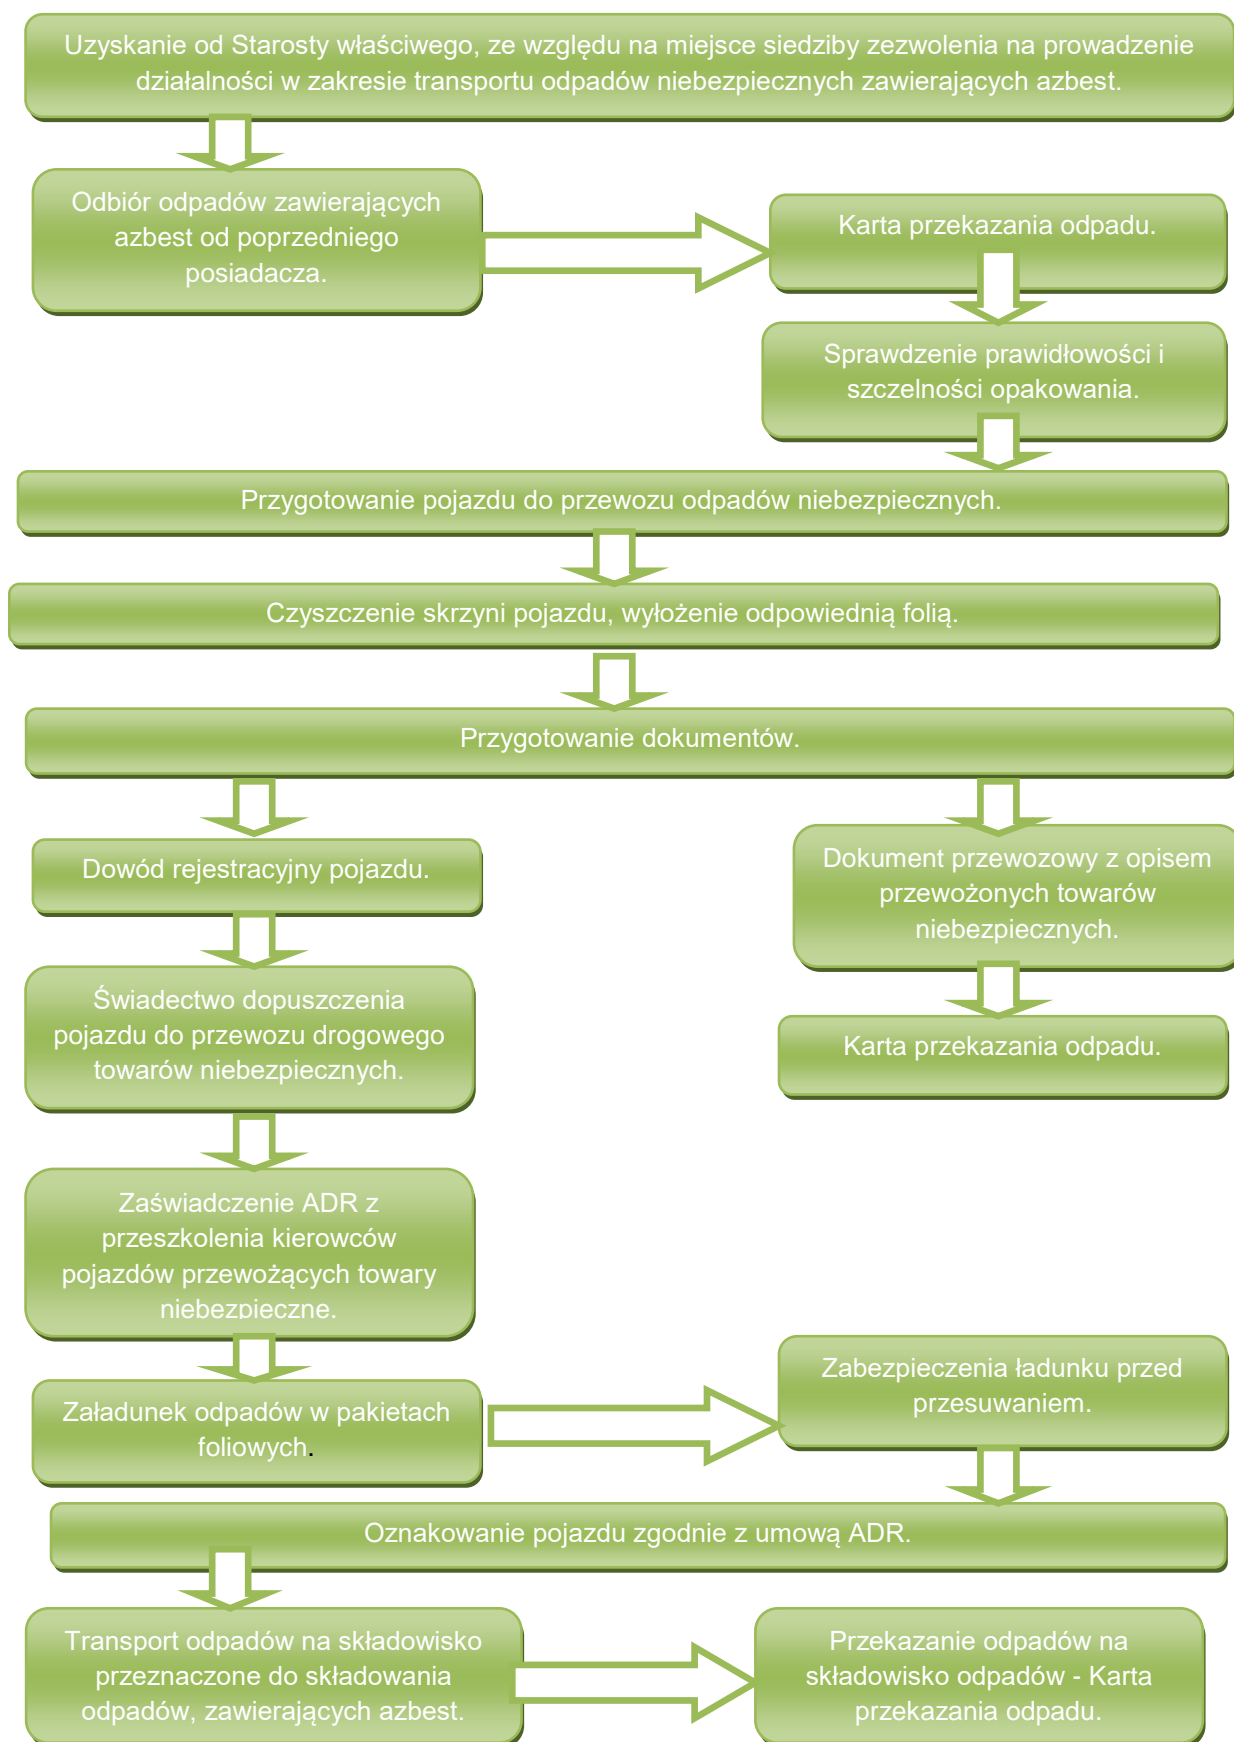 Uzyskanie od Starosty właściwego, ze względu na miejsce siedziby zezwolenia na prowadzenie
działalności w zakresie transportu odpadów niebezpiecznych zawierających azbest.
Odbiór odpadów zawierających
azbest od poprzedniego
posiadacza.
Karta przekazania odpadu.
Sprawdzenie prawidłowości i
szczelności opakowania.
Przygotowanie pojazdu do przewozu odpadów niebezpiecznych.
Czyszczenie skrzyni pojazdu, wyłożenie odpowiednią folią.
Przygotowanie dokumentów.
Dowód rejestracyjny pojazdu.
Świadectwo dopuszczenia
pojazdu do przewozu drogowego
towarów niebezpiecznych.
Zaświadczenie ADR z
przeszkolenia kierowców
pojazdów przewożących towary
niebezpieczne.
Dokument przewozowy z opisem
przewożonych towarów
niebezpiecznych.
Karta przekazania odpadu.
Załadunek odpadów w pakietach
foliowych.
Zabezpieczenia ładunku przed
przesuwaniem.
Oznakowanie pojazdu zgodnie z umową ADR.
Transport odpadów na składowisko
przeznaczone do składowania
odpadów, zawierających azbest.
Przekazanie odpadów na
składowisko odpadów - Karta
przekazania odpadu.